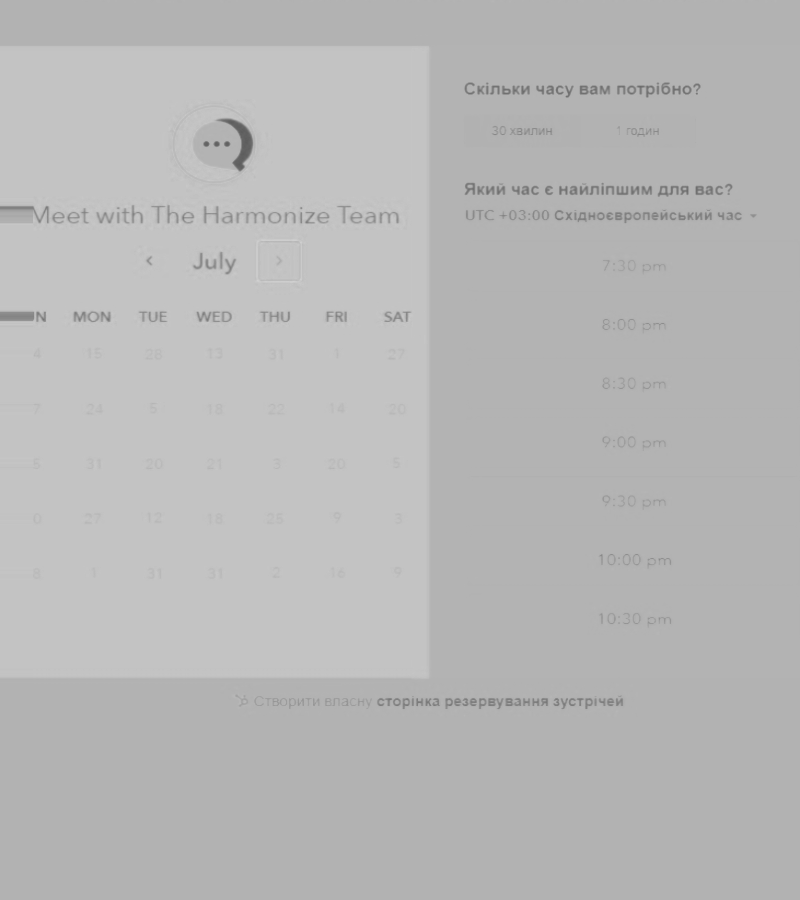 Meet with The Harmonize Team
July
N MON TUE WED THU FRI SAT
4 15 28 13 31 1 27
7 24 5 18 22 14 20
5 31 20 21 3 20 5
0 27 12 18 25 9 3
8 1 31 31 2 16 9
Скільки часу вам потрібно?
30 хвилин 1 годин
Який час є найліпшим для вас?
UTC +03:00 Східноєвропейський час
7:30 pm
8:00 pm
8:30 pm
9:00 pm
9:30 pm
10:00 pm
10:30 pm
Створити власну сторінка резервування зустрічей